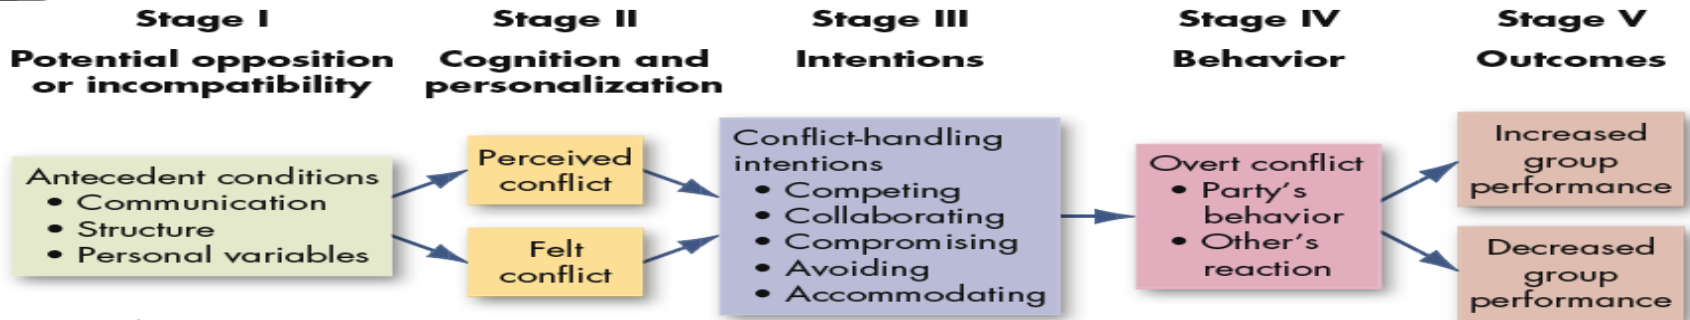 Stage I
Potential opposition
or incompatibility
Antecedent conditions
• Communication
• Structure
• Personal variables
Stage II
Cognition and
personalization
Perceived
conflict
Felt
conflict
Stage III
Intentions
Conflict-handling
intentions
• Competing
• Collaborating
• Compromising
• Avoiding
• Accommodating
Stage IV
Behavior
Overt conflict
• Party's
behavior
• Other's
reaction
Stage V
Outcomes
Increased
group
performance
Decreased
group
performance